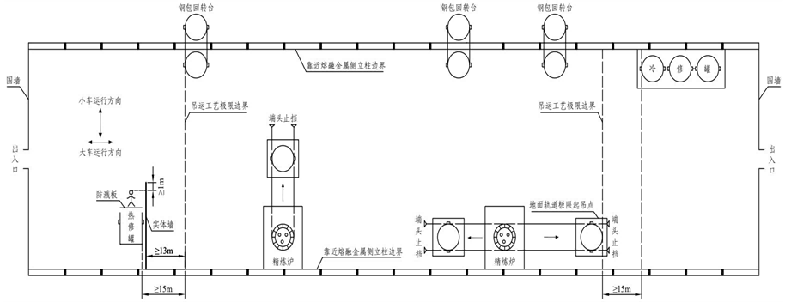 钢包回转台
钢包回转台
钢包回转台
靠近熔融金属侧立柱边界
冷
修
罐
围墙
围墙
小车运行方向
大车运行方向
吊运工艺极限边界
吊运工艺极限边界
端头止挡
出入口
出入口
≥1m
防溅板
热修罐
实体墙
地面轨道临时起吊点
端头止档
端头止档
精炼炉
精炼炉
靠近熔融金属侧立柱边界
≥13m
≥15m
≥15m